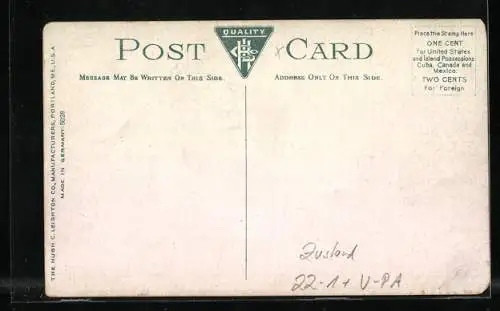 QUALITY
POST CARD
MESSAGE MAY BE WRITTEN ON THIS SIDE.
ADDRESS ONLY ON THIS SIDE.
Place the Stamp Here
ONE CENT
For United States
and Island Possessions
Cuba, Canada and
Mexico.
TWO CENTS
For Foreign
THE HUGH C. LEIGHTON CO., MANUFACTURERS, PORTLAND, ME., U.S.A.
MADE IN GERMANY.
Zustand
22-1+ V-PA